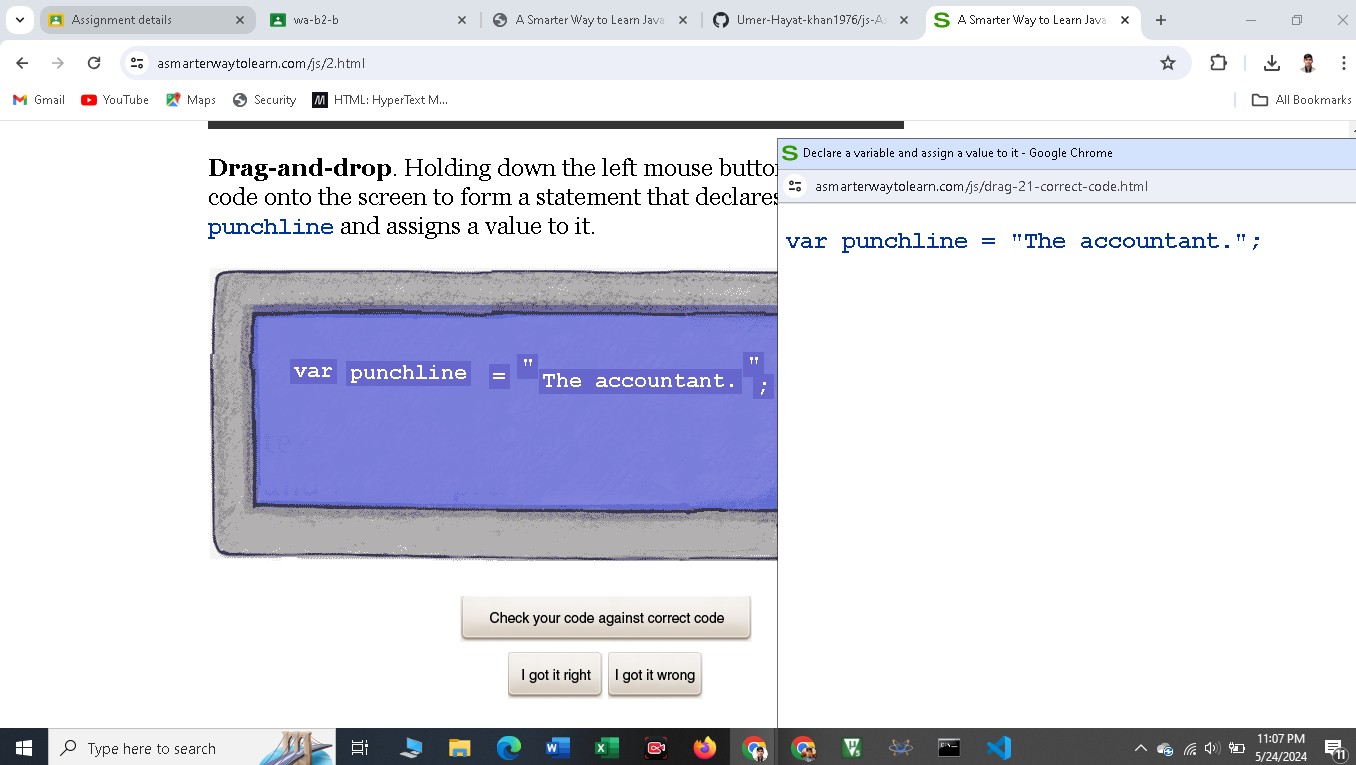 Assignment details
wa-b2-b
A Smarter Way to Learn Java
Umer-Hayat-khan1976/js-As
A Smarter Way to Learn Java
asmarterwaytolearn.com/js/2.html
Gmail
YouTube
Maps
Security
HTML: HyperText M...
All Bookmarks
Drag-and-drop. Holding down the left mouse button
code onto the screen to form a statement that declares
punchline and assigns a value to it.
var punchline = "The accountant.";
Check your code against correct code
I got it right
I got it wrong
Declare a variable and assign a value to it - Google Chrome
asmarterwaytolearn.com/js/drag-21-correct-code.html
var punchline = "The accountant.";
Type here to search
11:07 PM
5/24/2024
11